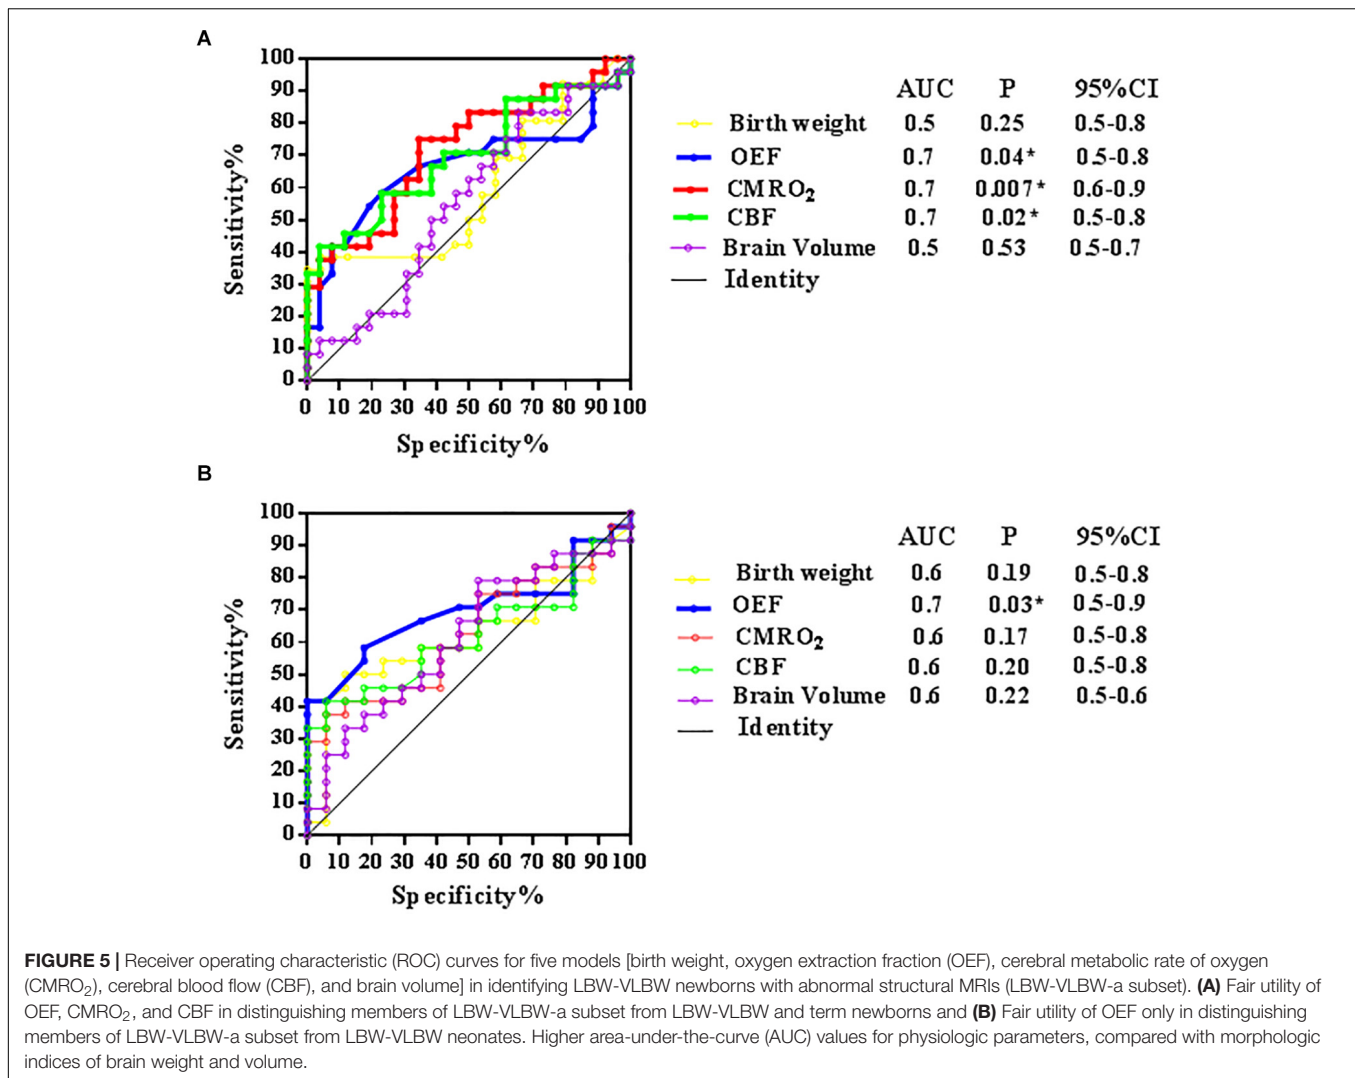 A
100
90
80
70
60
50
40
30
20
10
0
Sensitivity%
0 10 20 30 40 50 60 70 80 90 100
Specificity%
AUC P 95%CI
Birth weight 0.5 0.25 0.5-0.8
OEF 0.7 0.04* 0.5-0.8
CMRO₂ 0.7 0.007* 0.6-0.9
CBF 0.7 0.02* 0.5-0.8
Brain Volume 0.5 0.53 0.5-0.7
Identity
B
100
90
80
70
60
50
40
30
20
10
0
Sensitivity%
0 10 20 30 40 50 60 70 80 90 100
Specificity%
AUC P 95%CI
Birth weight 0.6 0.19 0.5-0.8
OEF 0.7 0.03* 0.5-0.9
CMRO₂ 0.6 0.17 0.5-0.8
CBF 0.6 0.20 0.5-0.8
Brain Volume 0.6 0.22 0.5-0.6
Identity
FIGURE 5 | Receiver operating characteristic (ROC) curves for five models [birth weight, oxygen extraction fraction (OEF), cerebral metabolic rate of oxygen
(CMRO₂), cerebral blood flow (CBF), and brain volume] in identifying LBW-VLBW newborns with abnormal structural MRIs (LBW-VLBW-a subset). (A) Fair utility of
OEF, CMRO₂, and CBF in distinguishing members of LBW-VLBW-a subset from LBW-VLBW and term newborns and (B) Fair utility of OEF only in distinguishing
members of LBW-VLBW-a subset from LBW-VLBW neonates. Higher area-under-the-curve (AUC) values for physiologic parameters, compared with morphologic
indices of brain weight and volume.